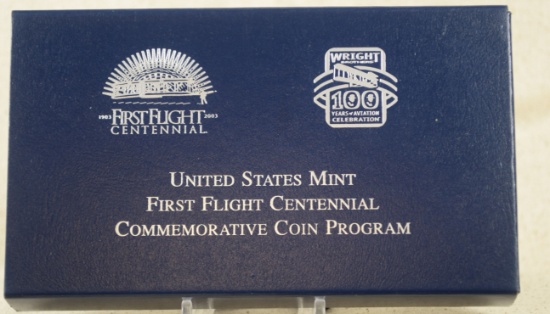 1903 FIRST FLIGHT 2003
CENTENNIAL
WRIGHT
100
YEARS of AVIATION
CELEBRATION
UNITED STATES MINT
FIRST FLIGHT CENTENNIAL
COMMEMORATIVE COIN PROGRAM